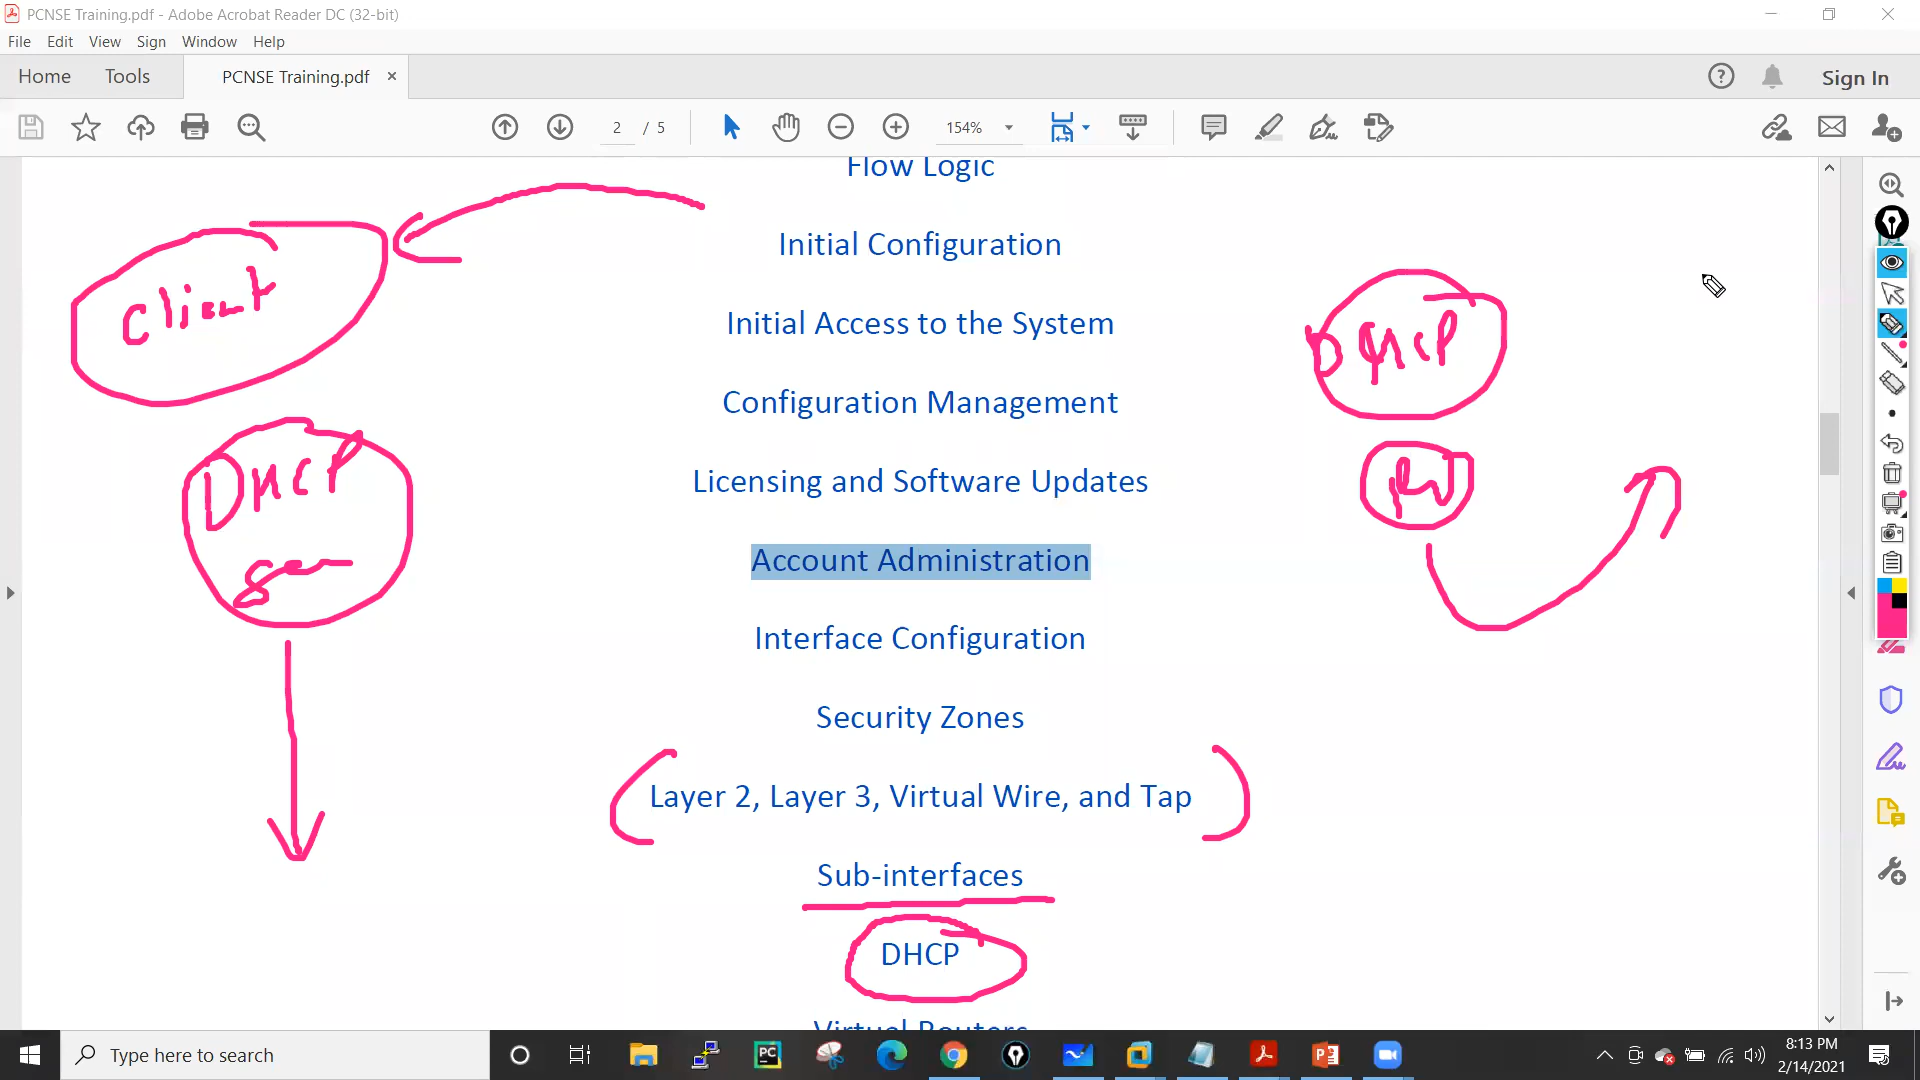 PCNSE Training.pdf - Adobe Acrobat Reader DC (32-bit)
File Edit View Sign Window Help
Home Tools PCNSE Training.pdf × Sign In
2 / 5 154%
Flow Logic
Initial Configuration
Client
Initial Access to the System
DHCP
Configuration Management
Licensing and Software Updates
DHCP
Account Administration
Interface Configuration
Security Zones
Layer 2, Layer 3, Virtual Wire, and Tap
Sub-interfaces
DHCP
Virtual Routers
Type here to search
8:13 PM
2/14/2021